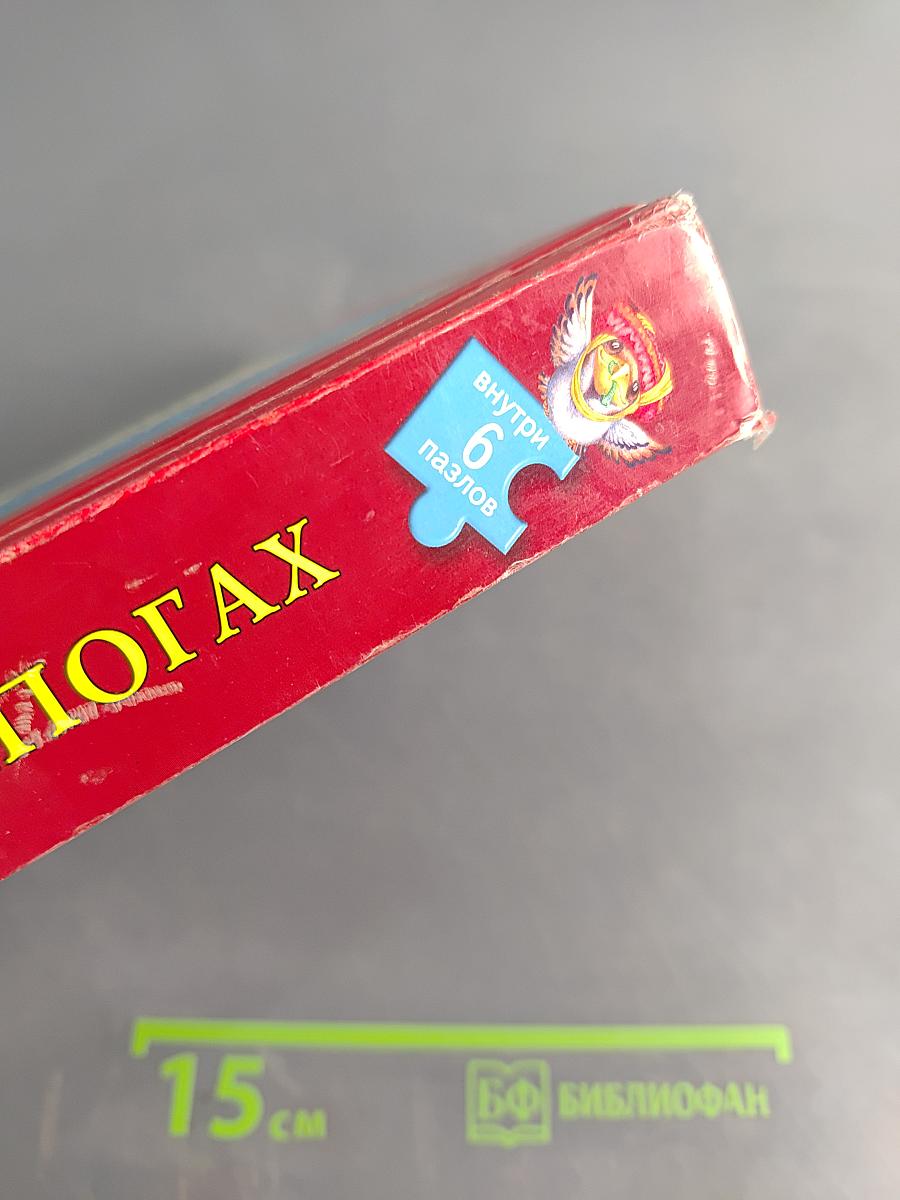 ПОГАХ
внутри
6
пазлов
15 см
БФ БИБЛИОФАН